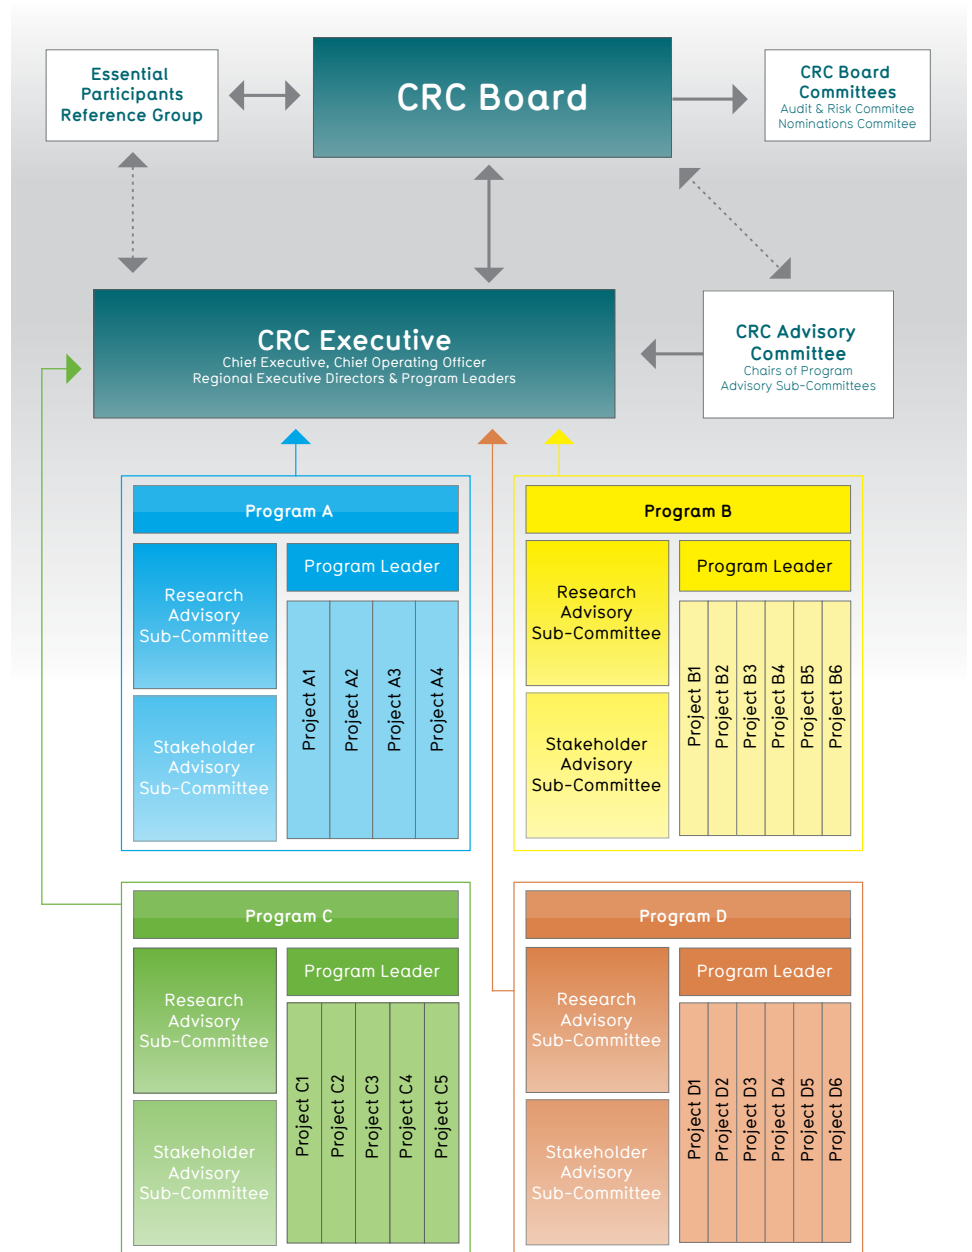 Essential
Participants
Reference Group
CRC Board
CRC Board
Committees
Audit & Risk Commitee
Nominations Commitee
CRC Executive
Chief Executive, Chief Operating Officer
Regional Executive Directors & Program Leaders
CRC Advisory
Committee
Chairs of Program
Advisory Sub-Committees
Program A
Research
Advisory
Sub-Committee
Stakeholder
Advisory
Sub-Committee
Program Leader
Project A1
Project A2
Project A3
Project A4
Program B
Research
Advisory
Sub-Committee
Stakeholder
Advisory
Sub-Committee
Program Leader
Project B1
Project B2
Project B3
Project B4
Project B5
Project B6
Program C
Research
Advisory
Sub-Committee
Stakeholder
Advisory
Sub-Committee
Program Leader
Project C1
Project C2
Project C3
Project C4
Project C5
Program D
Research
Advisory
Sub-Committee
Stakeholder
Advisory
Sub-Committee
Program Leader
Project D1
Project D2
Project D3
Project D4
Project D5
Project D6